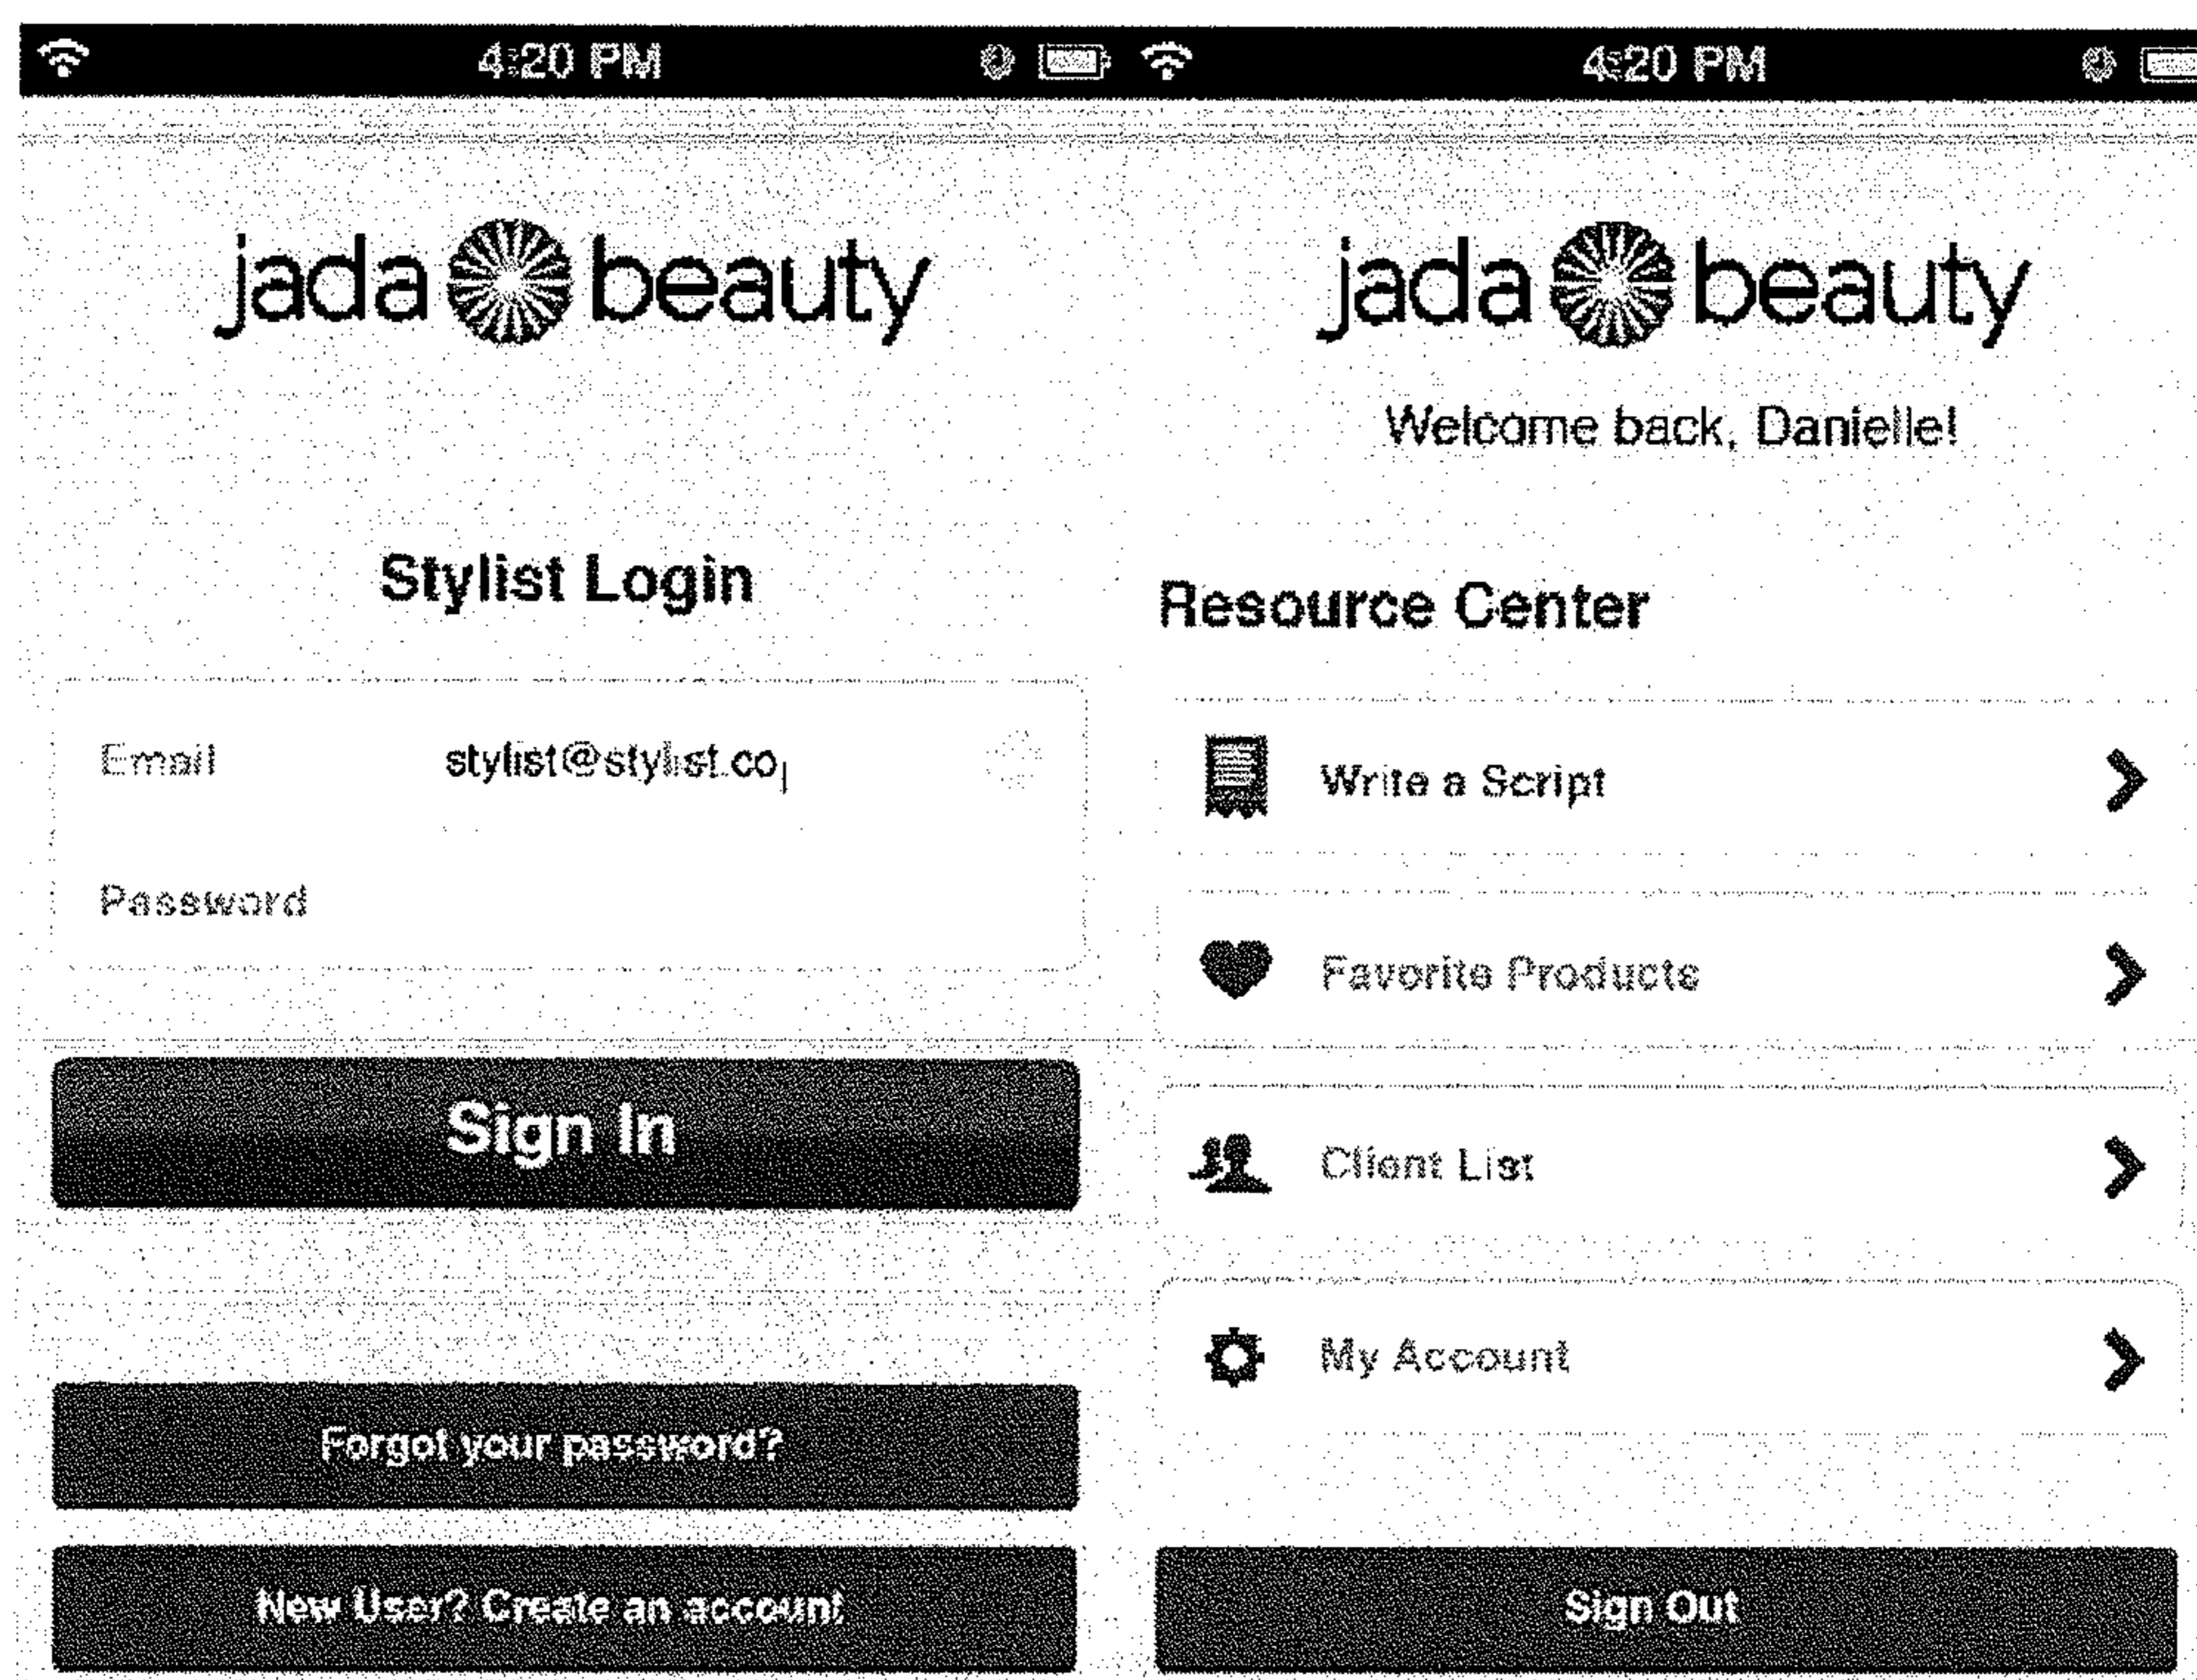 4:20 PM
jada beauty
Stylist Login
Email stylist@stylist.co
Password
Sign In
Forgot your password?
New User? Create an account
4:20 PM
jada beauty
Welcome back, Danielle!
Resource Center
Write a Script
Favorite Products
Client List
My Account
Sign Out